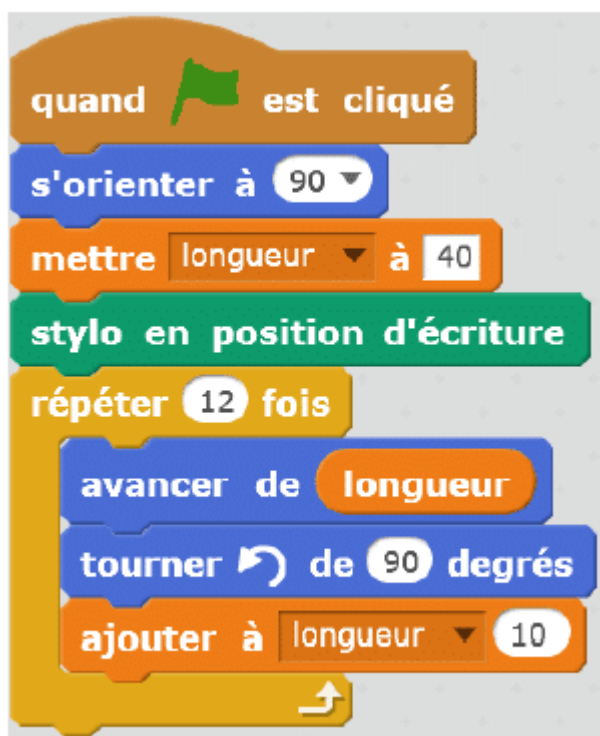 quand est cliqué
s'orienter à 90
mettre longueur à 40
stylo en position d'écriture
répéter 12 fois
avancer de longueur
tourner de 90 degrés
ajouter à longueur 10